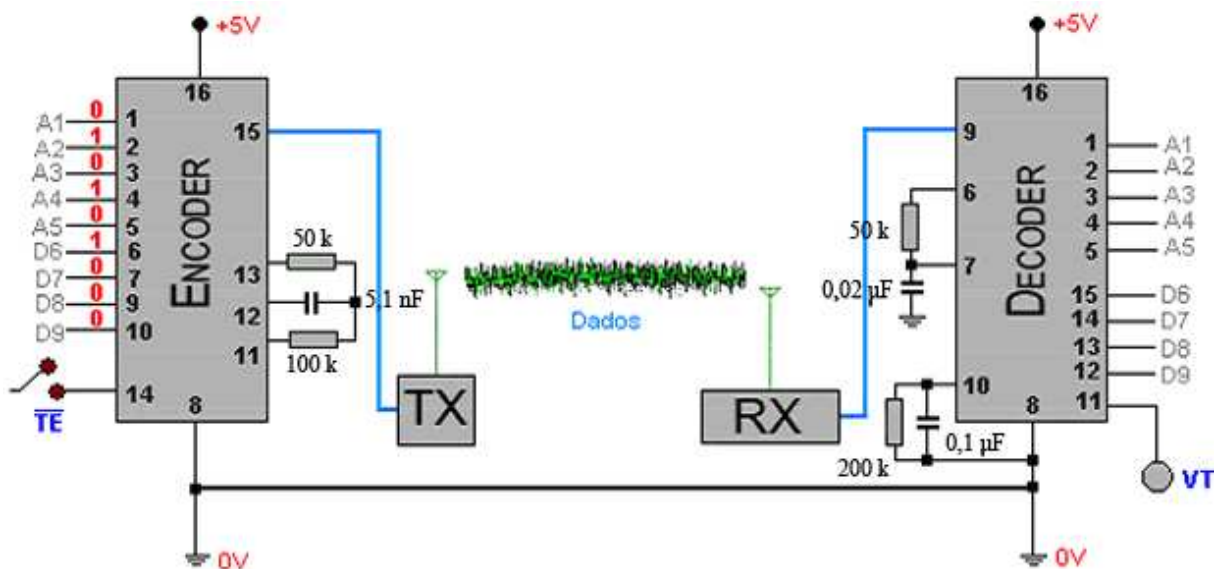 +5V
16
ENCODER
A1 0 1
A2 1 2
A3 0 3
A4 1 4
A5 0 5
D6 1 6
D7 0 7
D8 0 9
D9 0 10
TE
14
8
15
13
12
11
50 k
5,1 nF
100 k
0V
TX
Dados
RX
+5V
16
DECODER
9
6
7
10
50 k
0,02 µF
200 k
0,1 µF
1 A1
2 A2
3 A3
4 A4
5 A5
15 D6
14 D7
13 D8
12 D9
11
8
VT
0V